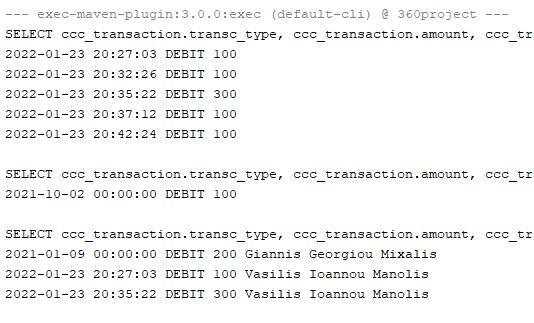 --- exec-maven-plugin:3.0.0:exec (default-cli) @ 360project ---
SELECT ccc_transaction.transc_type, ccc_transaction.amount, ccc_tr
2022-01-23 20:27:03 DEBIT 100
2022-01-23 20:32:26 DEBIT 100
2022-01-23 20:35:22 DEBIT 300
2022-01-23 20:37:12 DEBIT 100
2022-01-23 20:42:24 DEBIT 100
SELECT ccc_transaction.transc_type, ccc_transaction.amount, ccc_tr
2021-10-02 00:00:00 DEBIT 100
SELECT ccc_transaction.transc_type, ccc_transaction.amount, ccc_tr
2021-01-09 00:00:00 DEBIT 200 Giannis Georgiou Mixalis
2022-01-23 20:27:03 DEBIT 100 Vasilis Ioannou Manolis
2022-01-23 20:35:22 DEBIT 300 Vasilis Ioannou Manolis